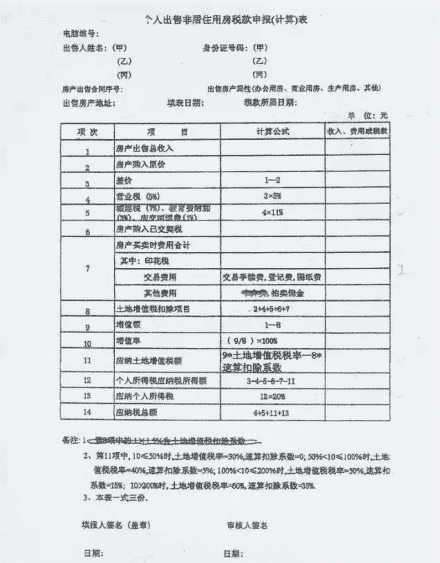 个人出售非居住用房税款申报(计算)表
电脑编号:
出售人姓名:(甲) 身份证号码:(甲)
(乙) (乙)
(丙) (丙)
房产出售合同序号: 出售房产属性(办公用房、商业用房、生产用房、其他)
出售房产地址: 填表日期: 税款所属日期:
单 位: 元
项 次 项 目 计算公式 收入、费用或税款
1 房产出售总收入
2 房产购入原价
3 差价 1—2
4 营业税 (5%) 3×5%
5 城建税 (7%)、教育费附加
(3%)、应交河道费(1%) 4×11%
6 房产购入已交契税
7 房产买卖时费用合计
其中: 印花税
交易费用 交易手续费,登记费,图纸费
其他费用 拍卖佣金
8 土地增值税扣除项目 2+4+5+6+7
9 增值额 1—8
10 增值率 (9/8)×100%
11 应纳土地增值税额 9*土地增值税税率—8*
速算扣除系数
12 个人所得税应纳税所得额 3-4-5-6-7-11
13 应纳个人所得税 12×20%
14 应纳税总额 4+5+11+13
备注: 1、第8项中的 为土地增值税扣除系数
2、第11项中, 10≤50%时,土地增值税税率=30%,速算扣除系数=0; 50%<10≤100%时,土地
值税税率=40%,速算扣除系数=5%; 100%<10≤200%时,土地增值税税率=50%,速算扣
系数=15%; 10>200%时,土地增值税税率=60%,速算扣除系数=35%.
3、本表一式三份.
填报人签名 (盖章) 审核人签名
日期: 日期: